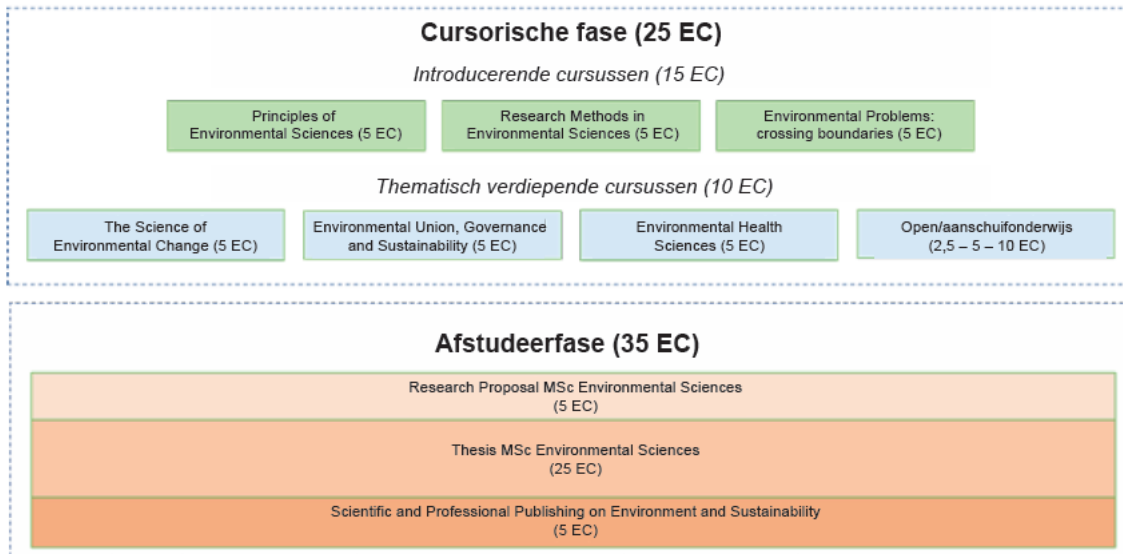 Cursorische fase (25 EC)
Introducerende cursussen (15 EC)
Principles of
Environmental Sciences (5 EC)
Research Methods in
Environmental Sciences (5 EC)
Environmental Problems:
crossing boundaries (5 EC)
Thematisch verdiepende cursussen (10 EC)
The Science of
Environmental Change (5 EC)
Environmental Union, Governance
and Sustainability (5 EC)
Environmental Health
Sciences (5 EC)
Open/aanschuifonderwijs
(2,5 – 5 – 10 EC)
Afstudeerfase (35 EC)
Research Proposal MSc Environmental Sciences
(5 EC)
Thesis MSc Environmental Sciences
(25 EC)
Scientific and Professional Publishing on Environment and Sustainability
(5 EC)